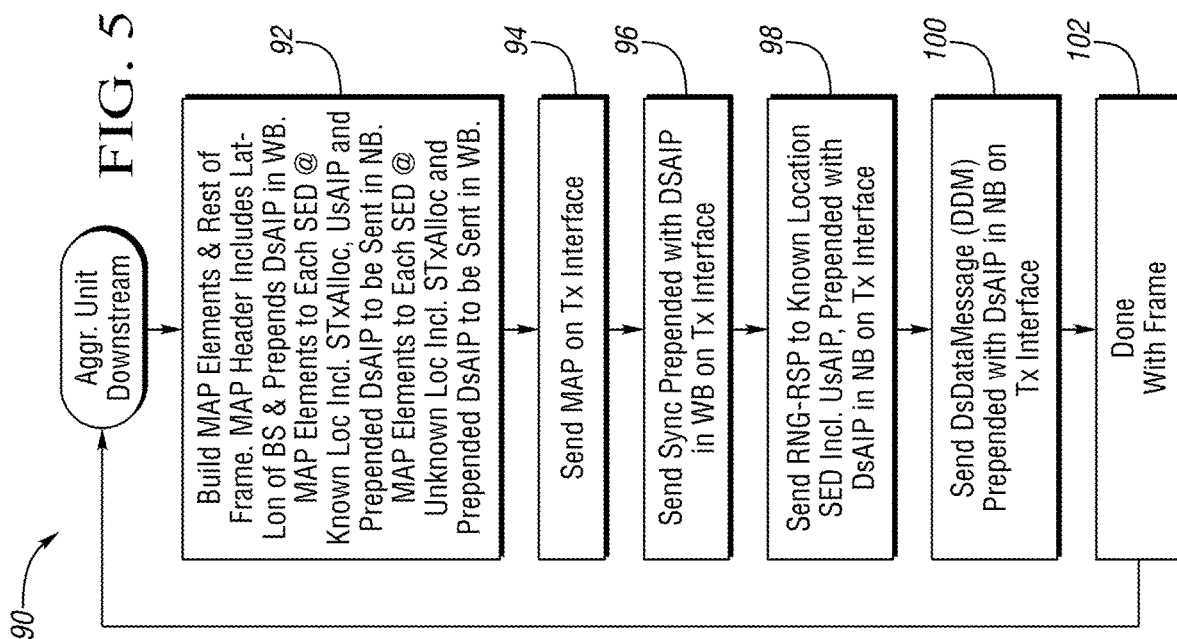 90
FIG. 5
Aggr. Unit
Downstream
92
Build MAP Elements & Rest of
Frame. MAP Header Includes Lat-
Lon of BS & Prepends DsAIP in WB.
MAP Elements to Each SED @
Known Loc Incl. STxAlloc, UsAIP and
Prepended DsAIP to be Sent in NB.
MAP Elements to Each SED @
Unknown Loc Incl. STxAlloc and
Prepended DsAIP to be Sent in WB.
94
Send MAP on Tx Interface
96
Send Sync Prepended with DSAIP
in WB on Tx Interface
98
Send RNG-RSP to Known Location
SED Incl. UsAIP, Prepended with
DsAIP in NB on Tx Interface
100
Send DsDataMessage (DDM)
Prepended with DsAIP in NB on
Tx Interface
102
Done
With Frame